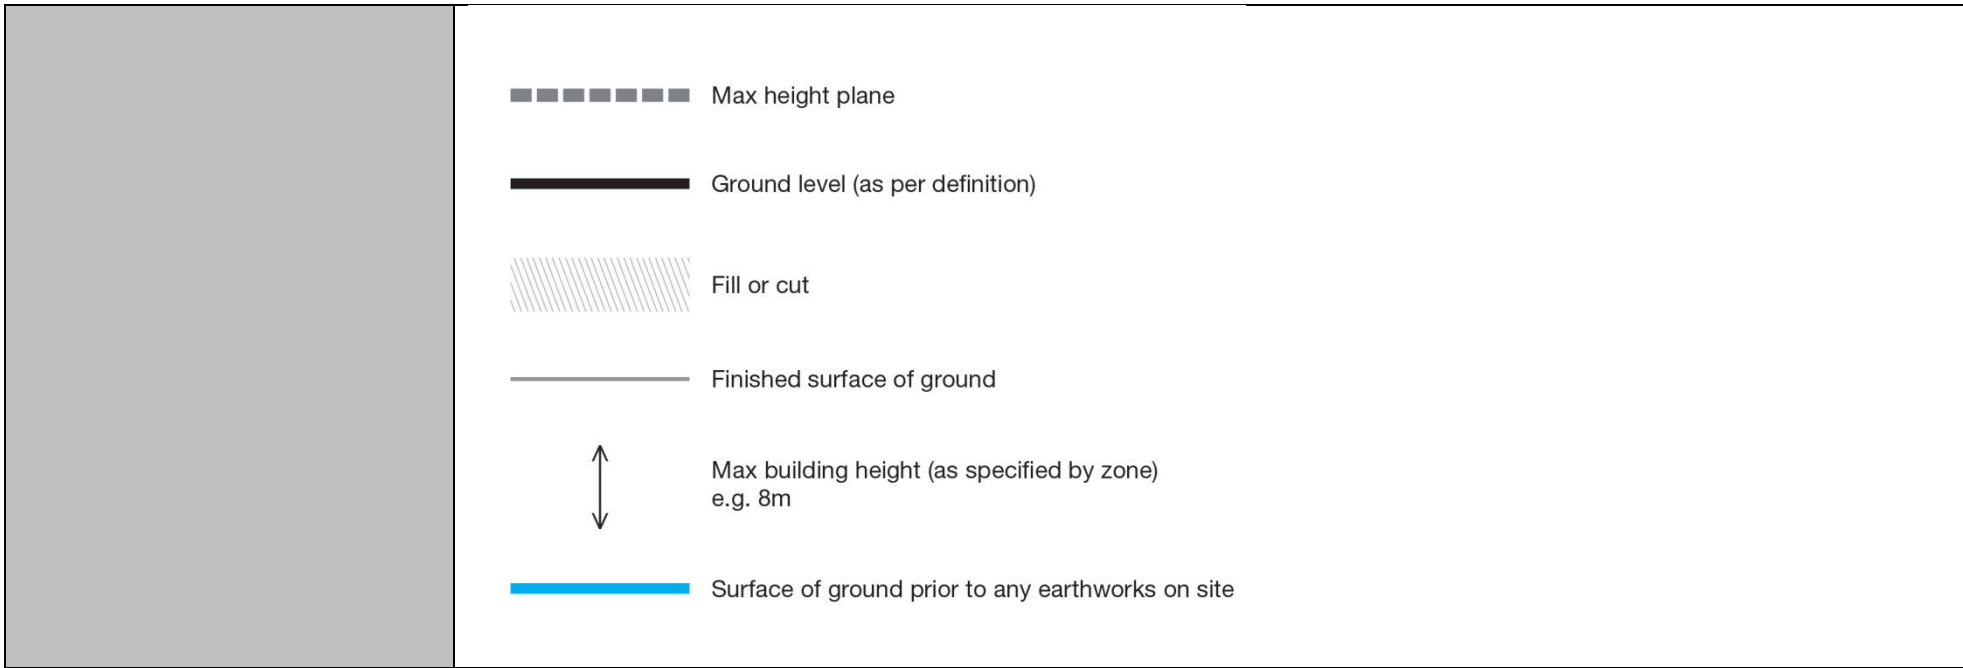 Max height plane
Ground level (as per definition)
Fill or cut
Finished surface of ground
Max building height (as specified by zone)
e.g. 8m
Surface of ground prior to any earthworks on site